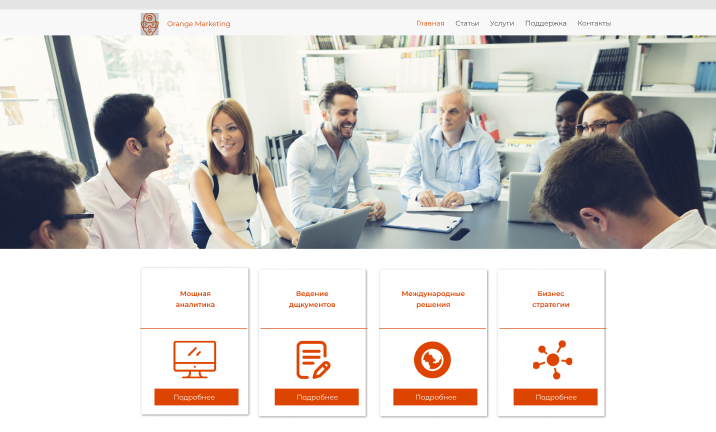 Orange Marketing
Главная Статьи Услуги Поддержка Контакты
Мощная
аналитика
Ведение
дщкументов
Международные
решения
Бизнес
стратегии
Подробнее
Подробнее
Подробнее
Подробнее